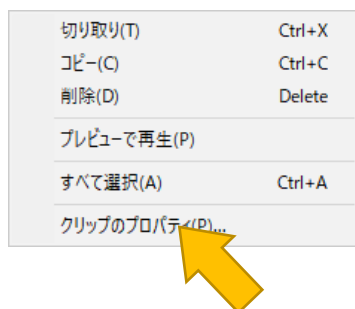 切り取り(T) Ctrl+X
コピー(C) Ctrl+C
削除(D) Delete
プレビューで再生(P)
すべて選択(A) Ctrl+A
クリップのプロパティ(P)...